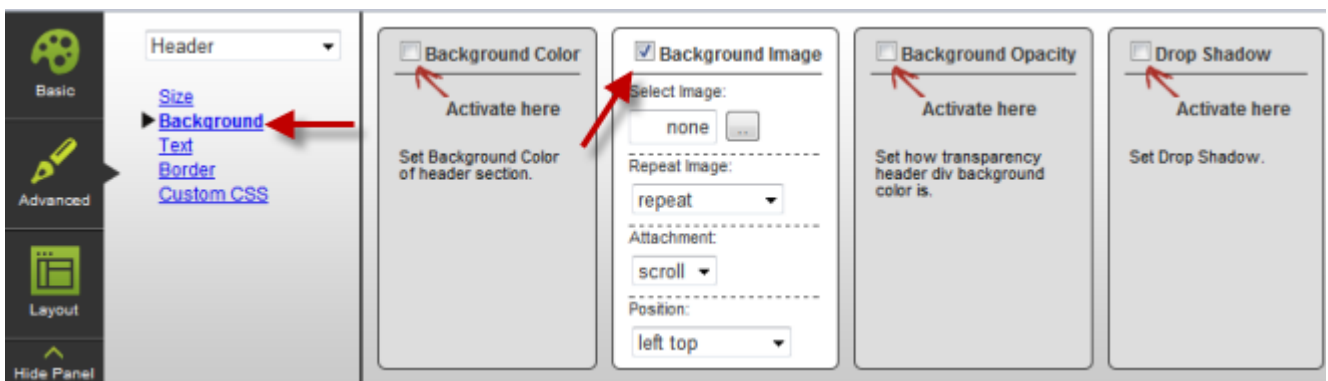 Basic
Advanced
Layout
Hide Panel
Header
Size
Background
Text
Border
Custom CSS
Background Color
Activate here
Set Background Color
of header section.
Background Image
Select Image:
none ..
Repeat Image:
repeat
Attachment:
scroll
Position:
left top
Background Opacity
Activate here
Set how transparency
header div background
color is.
Drop Shadow
Activate here
Set Drop Shadow.